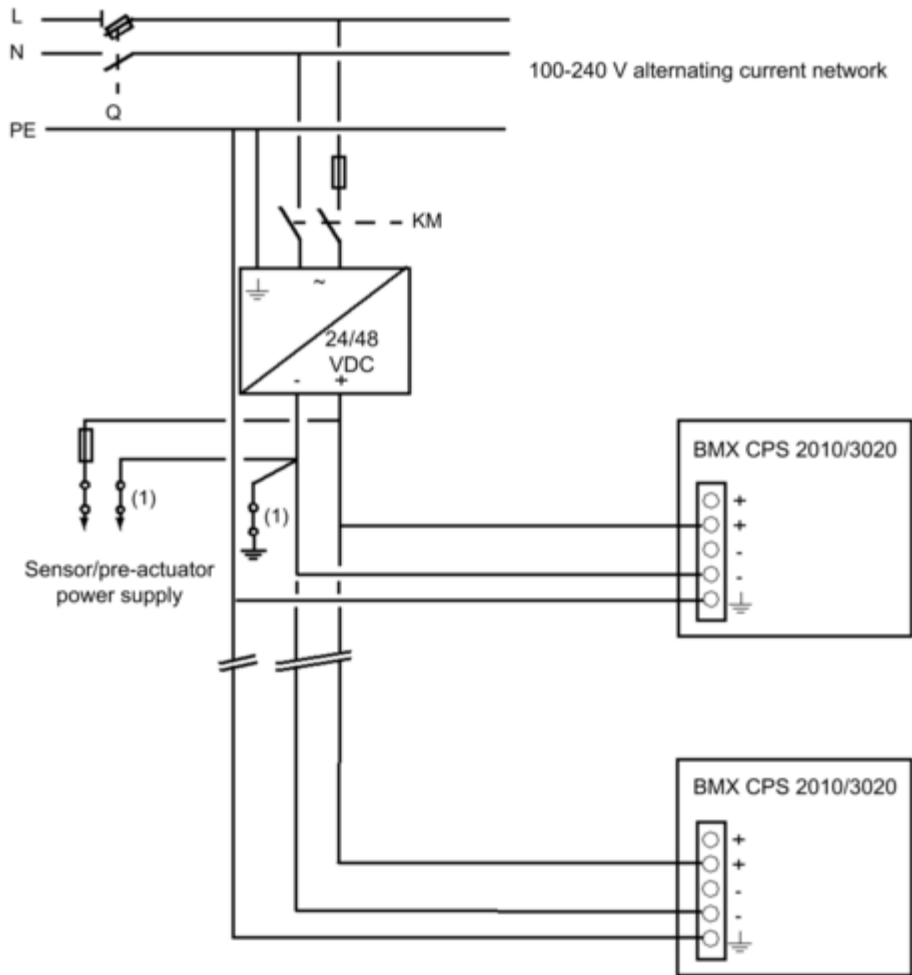 L
N
100-240 V alternating current network
Q
PE
KM
~
24/48
VDC
- +
BMX CPS 2010/3020
+
+
-
-
(1)
(1)
Sensor/pre-actuator
power supply
BMX CPS 2010/3020
+
+
-
-